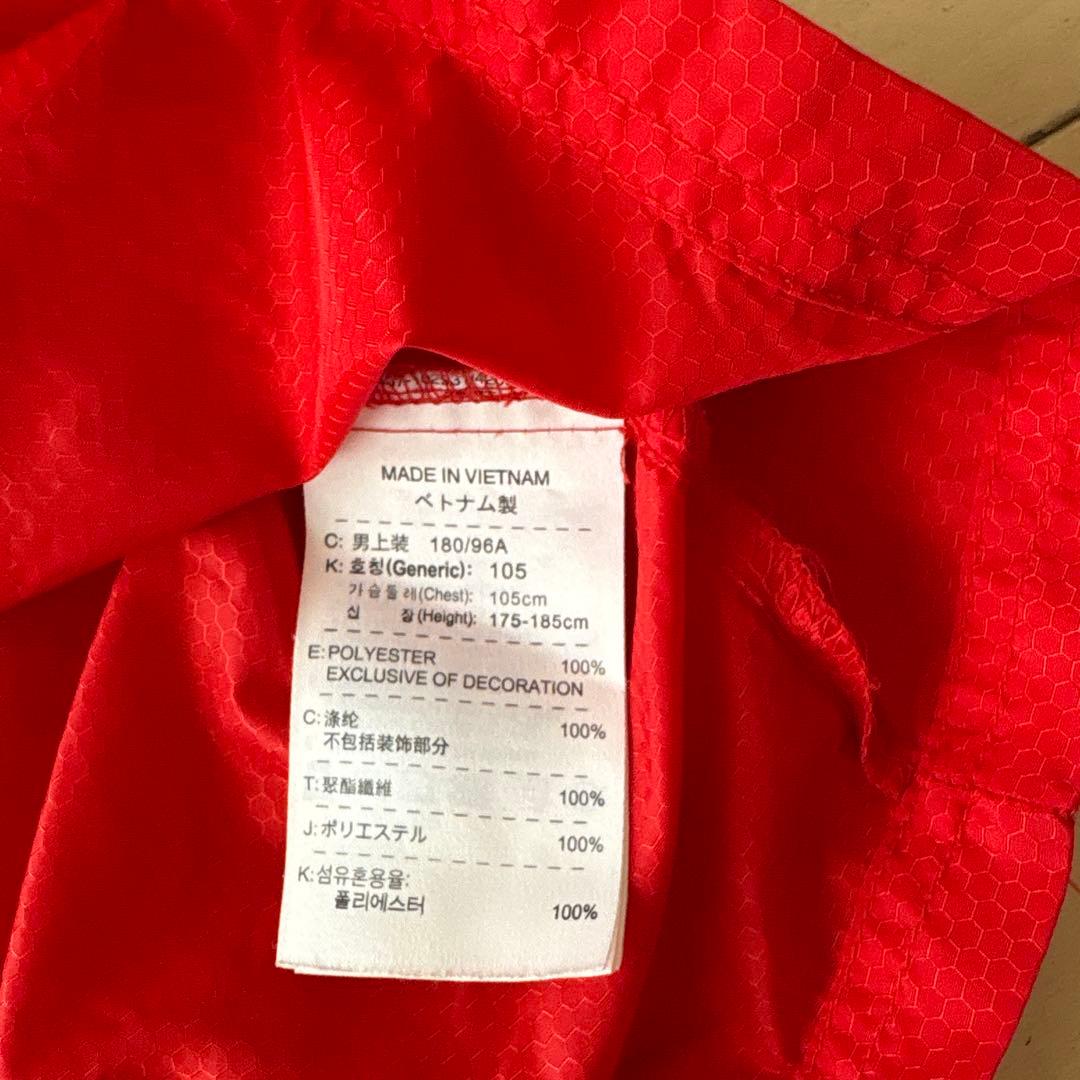 MADE IN VIETNAM
ベトナム製
C: 男上装 180/96A
K: 호칭(Generic): 105
가슴둘레(Chest): 105cm
신 장(Height): 175-185cm
E: POLYESTER 100%
EXCLUSIVE OF DECORATION
C: 涤纶 100%
不包括装饰部分
T: 聚酯纖維 100%
J: ポリエステル 100%
K: 섬유혼용율:
폴리에스터 100%